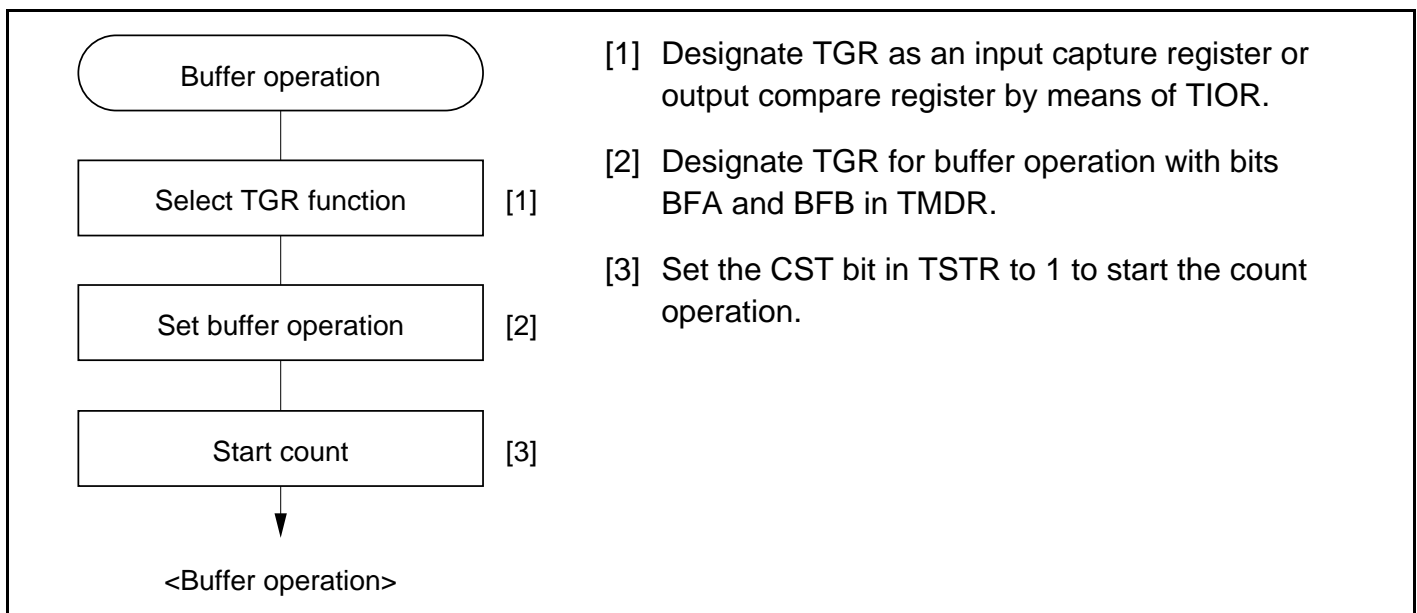 Buffer operation
Select TGR function [1]
Set buffer operation [2]
Start count [3]
<Buffer operation>
[1] Designate TGR as an input capture register or
output compare register by means of TIOR.
[2] Designate TGR for buffer operation with bits
BFA and BFB in TMDR.
[3] Set the CST bit in TSTR to 1 to start the count
operation.